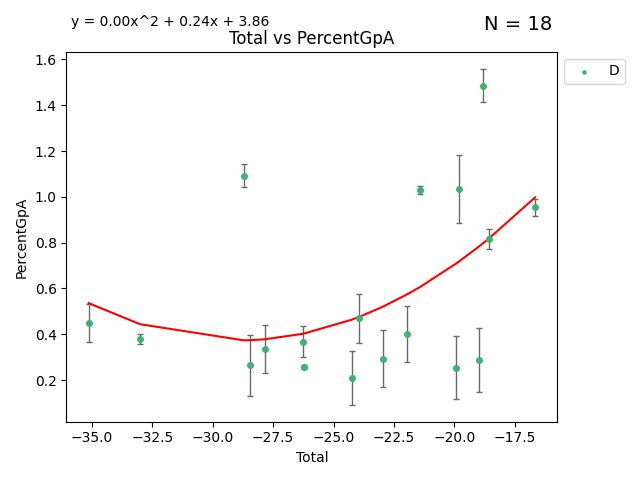 y = 0.00x^2 + 0.24x + 3.86
N = 18
Total vs PercentGpA
D
PercentGpA
1.6
1.4
1.2
1.0
0.8
0.6
0.4
0.2
−35.0 −32.5 −30.0 −27.5 −25.0 −22.5 −20.0 −17.5
Total